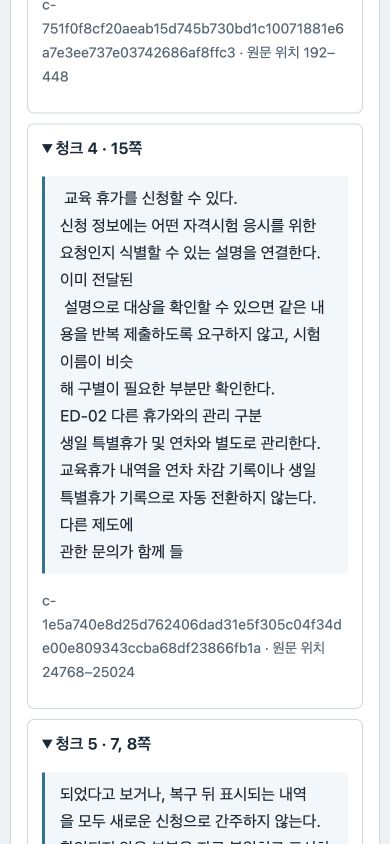 c-
751f0f8cf20aeab15d745b730bd1c10071881e6
a7e3ee737e03742686af8ffc3 · 원문 위치 192–
448
▼청크 4 · 15쪽
교육 휴가를 신청할 수 있다.
신청 정보에는 어떤 자격시험 응시를 위한
요청인지 식별할 수 있는 설명을 연결한다.
이미 전달된
설명으로 대상을 확인할 수 있으면 같은 내
용을 반복 제출하도록 요구하지 않고, 시험
이름이 비슷
해 구별이 필요한 부분만 확인한다.
ED-02 다른 휴가와의 관리 구분
생일 특별휴가 및 연차와 별도로 관리한다.
교육휴가 내역을 연차 차감 기록이나 생일
특별휴가 기록으로 자동 전환하지 않는다.
다른 제도에
관한 문의가 함께 들
c-
1e5a740e8d25d762406dad31e5f305c04f34d
e00e809343ccba68df23866fb1a · 원문 위치
24768–25024
▼청크 5 · 7, 8쪽
되었다고 보거나, 복구 뒤 표시되는 내역
을 모두 새로운 신청으로 간주하지 않는다.